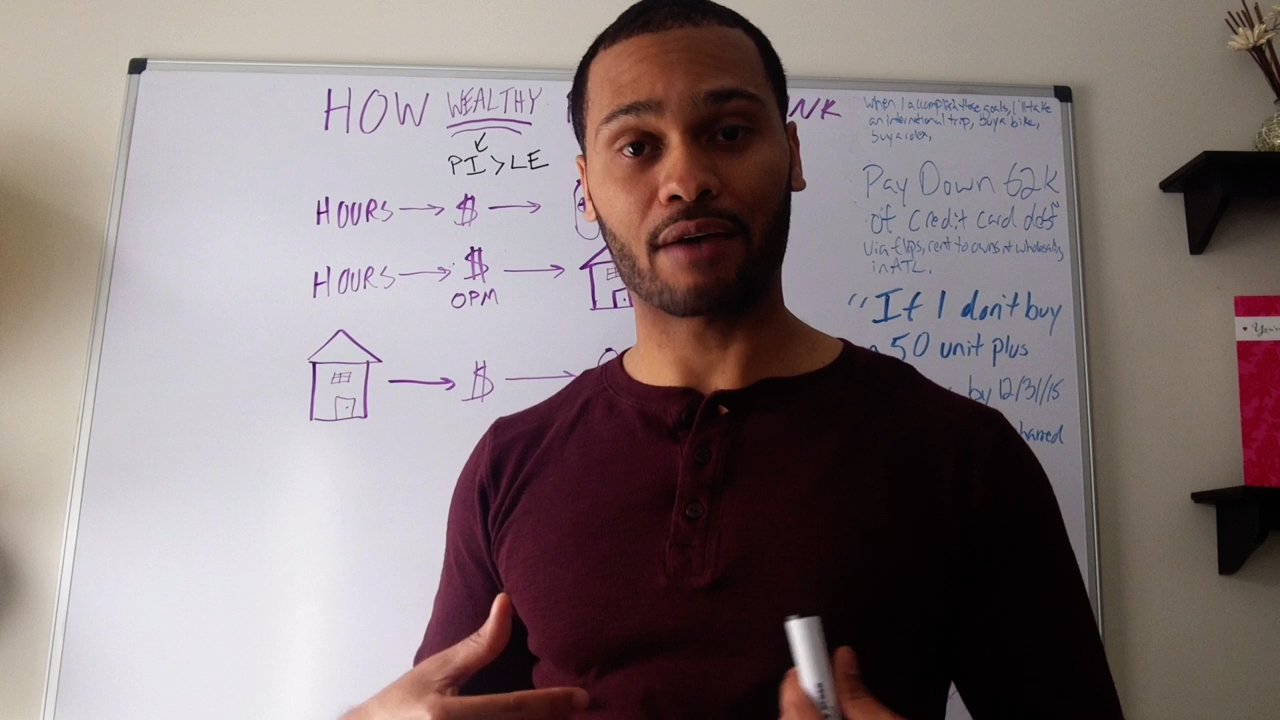 HOW WEALTHY NK
PI > LE
HOURS → $ →
HOURS → $ →
OPM
→ $ →
When I accomplish these goals, I'll take
an international trip, buy a bike,
buy a
Pay Down 62K
of Credit Card debt
via flips, rent to owns wholesaling
in ATL.
"If I don't buy
50 unit plus
by 12/31/15